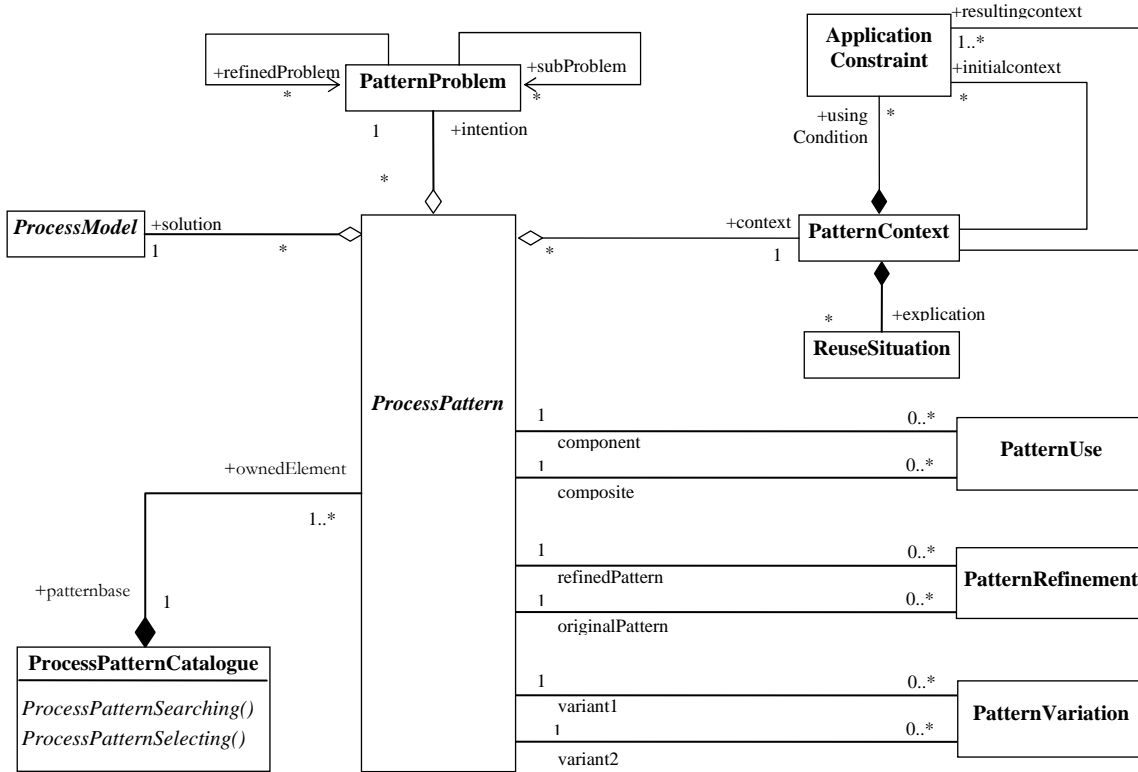 +resultingcontext
1..*
Application
Constraint
+initialcontext
*
+refinedProblem
*
PatternProblem
+subProblem
*
1
+intention
*
+using
Condition
*
ProcessModel
+solution
1
*
*
+context
1
PatternContext
*
+explication
ReuseSituation
ProcessPattern
1
0..*
component
1
0..*
composite
PatternUse
+ownedElement
1..*
1
0..*
refinedPattern
1
0..*
originalPattern
PatternRefinement
+patternbase
1
ProcessPatternCatalogue
ProcessPatternSearching()
ProcessPatternSelecting()
1
0..*
variant1
1
0..*
variant2
PatternVariation